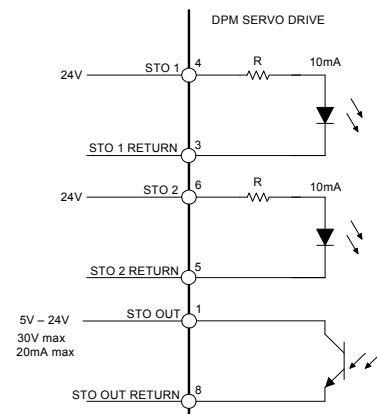 DPM SERVO DRIVE
STO 1
4
R
10mA
24V
STO 1 RETURN
3
STO 2
6
R
10mA
24V
STO 2 RETURN
5
STO OUT
1
5V – 24V
30V max
20mA max
STO OUT RETURN
8